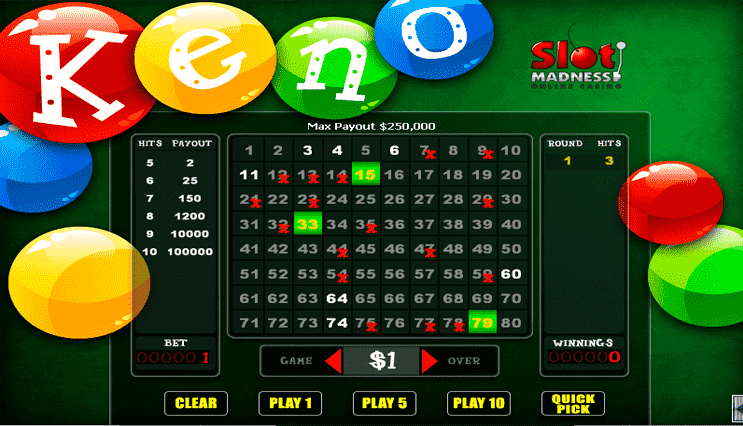 Keno
Slot
MADNESS!
ONLINE CASINO
Max Payout $250,000
HITS PAYOUT
5 2
6 25
7 150
8 1200
9 10000
10 100000
1 2 3 4 5 6 7 8 9 10
11 12 13 14 15 16 17 18 19 20
21 22 23 24 25 26 27 28 29 30
31 32 33 34 35 36 37 38 39 40
41 42 43 44 45 46 47 48 49 50
51 52 53 54 55 56 57 58 59 60
61 62 63 64 65 66 67 68 69 70
71 72 73 74 75 76 77 78 79 80
ROUND HITS
1 3
BET
000001
WINNINGS
000000
GAME $1 OVER
CLEAR PLAY 1 PLAY 5 PLAY 10 QUICK PICK